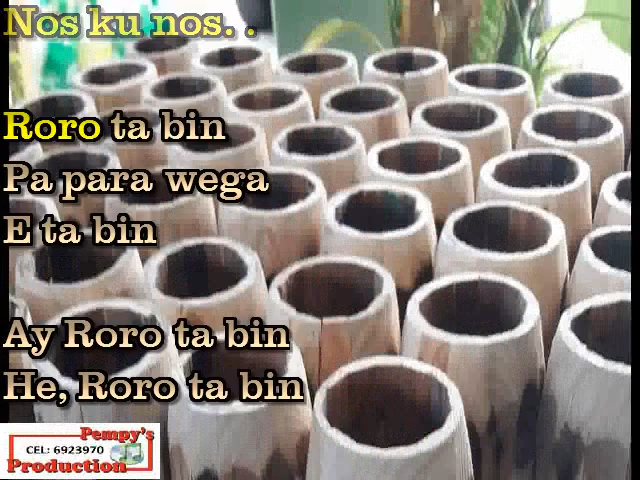 Nos ku nos. .
Roro ta bin
Pa para wega
E ta bin
Ay Roro ta bin
He, Roro ta bin
Pempy's
CEL: 6923970
Production